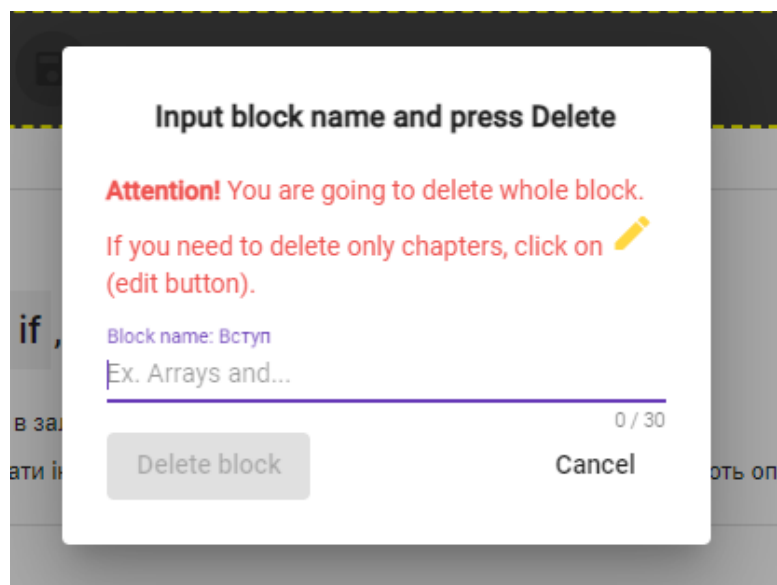 Input block name and press Delete
Attention! You are going to delete whole block.
If you need to delete only chapters, click on
(edit button).
if ,
Block name: Вступ
Ex. Arrays and...
0 / 30
в
Delete block
Cancel